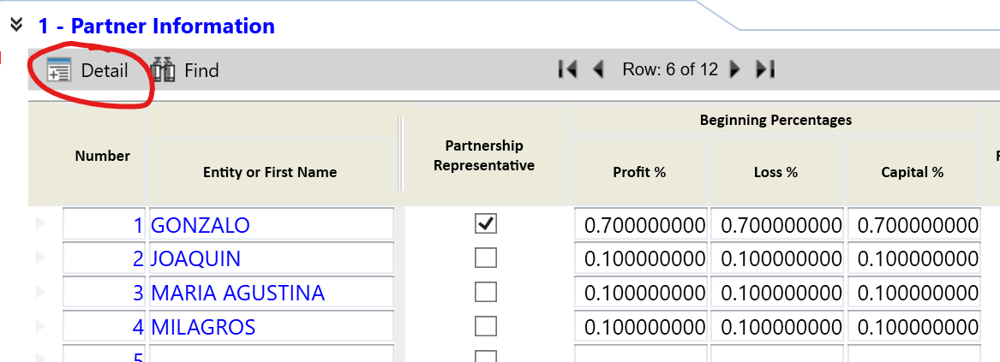 1 - Partner Information
Detail Find Row: 6 of 12
Beginning Percentages
Number Entity or First Name Partnership Representative Profit % Loss % Capital %
1 GONZALO 0.700000000 0.700000000 0.700000000
2 JOAQUIN 0.100000000 0.100000000 0.100000000
3 MARIA AGUSTINA 0.100000000 0.100000000 0.100000000
4 MILAGROS 0.100000000 0.100000000 0.100000000
5